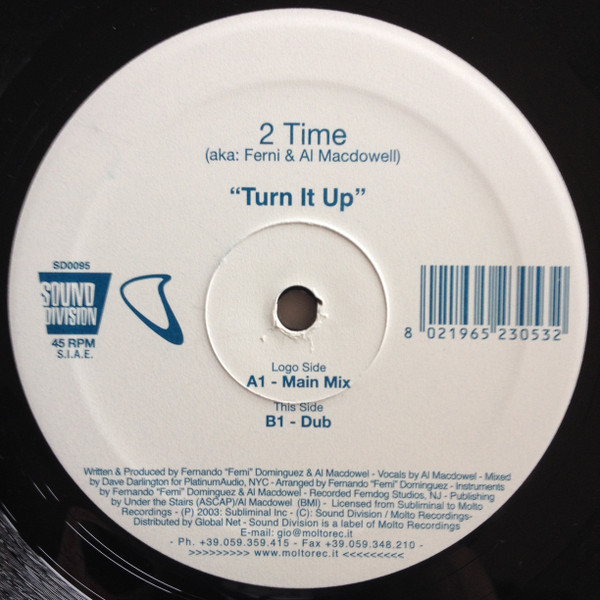 2 Time
(aka: Ferni & Al Macdowell)
“Turn It Up”
SD0095
SOUND
DIVISION
45 RPM
S.I.A.E.
8 021965 230532
Logo Side
A1 - Main Mix
This Side
B1 - Dub
Written & Produced by Fernando “Ferni” Dominguez & Al Macdowel - Vocals by Al Macdowel - Mixed
by Dave Darlington for PlatinumAudio, NYC - Arranged by Fernando “Ferni” Dominguez - Instruments
by Fernando “Ferni” Dominguez & Al Macdowel - Recorded Ferndog Studios, NJ - Publishing
by Under the Stairs (ASCAP)/Al Macdowel (BMI) - Licensed from Subliminal to Molto
Recordings - (P) 2003: Subliminal Inc - (C): Sound Division / Molto Recordings-
Distributed by Global Net - Sound Division is a label of Molto Recordings
E-mail: gio@moltorec.it
- Ph. +39.059.359.415 - Fax +39.059.348.210 -
>>>>>>>>> www.moltorec.it <<<<<<<<<